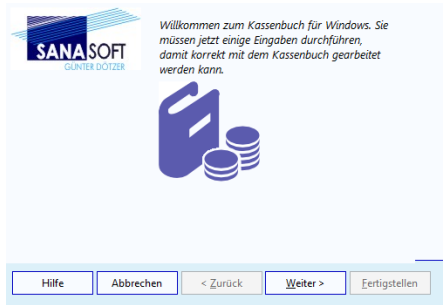 SANASOFT
GÜNTER DÖTZER
Willkommen zum Kassenbuch für Windows. Sie
müssen jetzt einige Eingaben durchführen,
damit korrekt mit dem Kassenbuch gearbeitet
werden kann.
Hilfe
Abbrechen
< Zurück
Weiter >
Fertigstellen